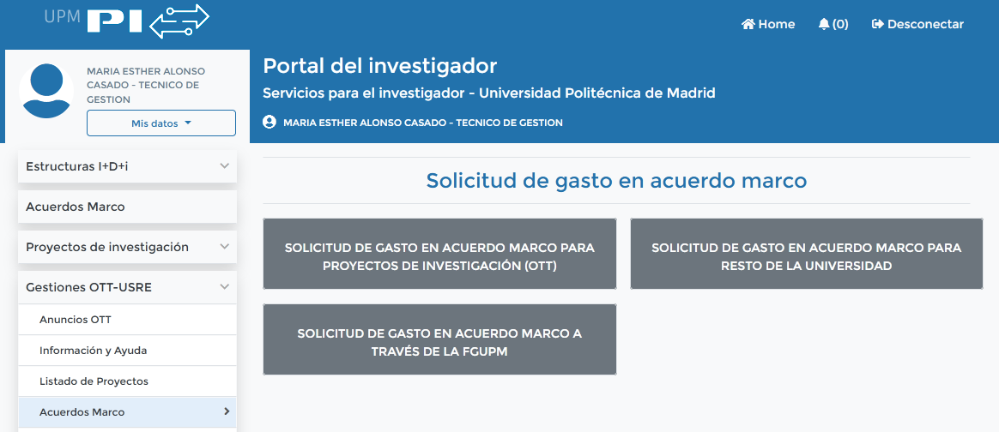 UPM PI
Home (0) Desconectar
MARIA ESTHER ALONSO
CASADO - TECNICO DE
GESTION
Mis datos
Portal del investigador
Servicios para el investigador - Universidad Politécnica de Madrid
MARIA ESTHER ALONSO CASADO - TECNICO DE GESTION
Estructuras I+D+i
Acuerdos Marco
Proyectos de investigación
Gestiones OTT-USRE
Anuncios OTT
Información y Ayuda
Listado de Proyectos
Acuerdos Marco
Solicitud de gasto en acuerdo marco
SOLICITUD DE GASTO EN ACUERDO MARCO PARA
PROYECTOS DE INVESTIGACIÓN (OTT)
SOLICITUD DE GASTO EN ACUERDO MARCO PARA
RESTO DE LA UNIVERSIDAD
SOLICITUD DE GASTO EN ACUERDO MARCO A
TRAVÉS DE LA FGUPM